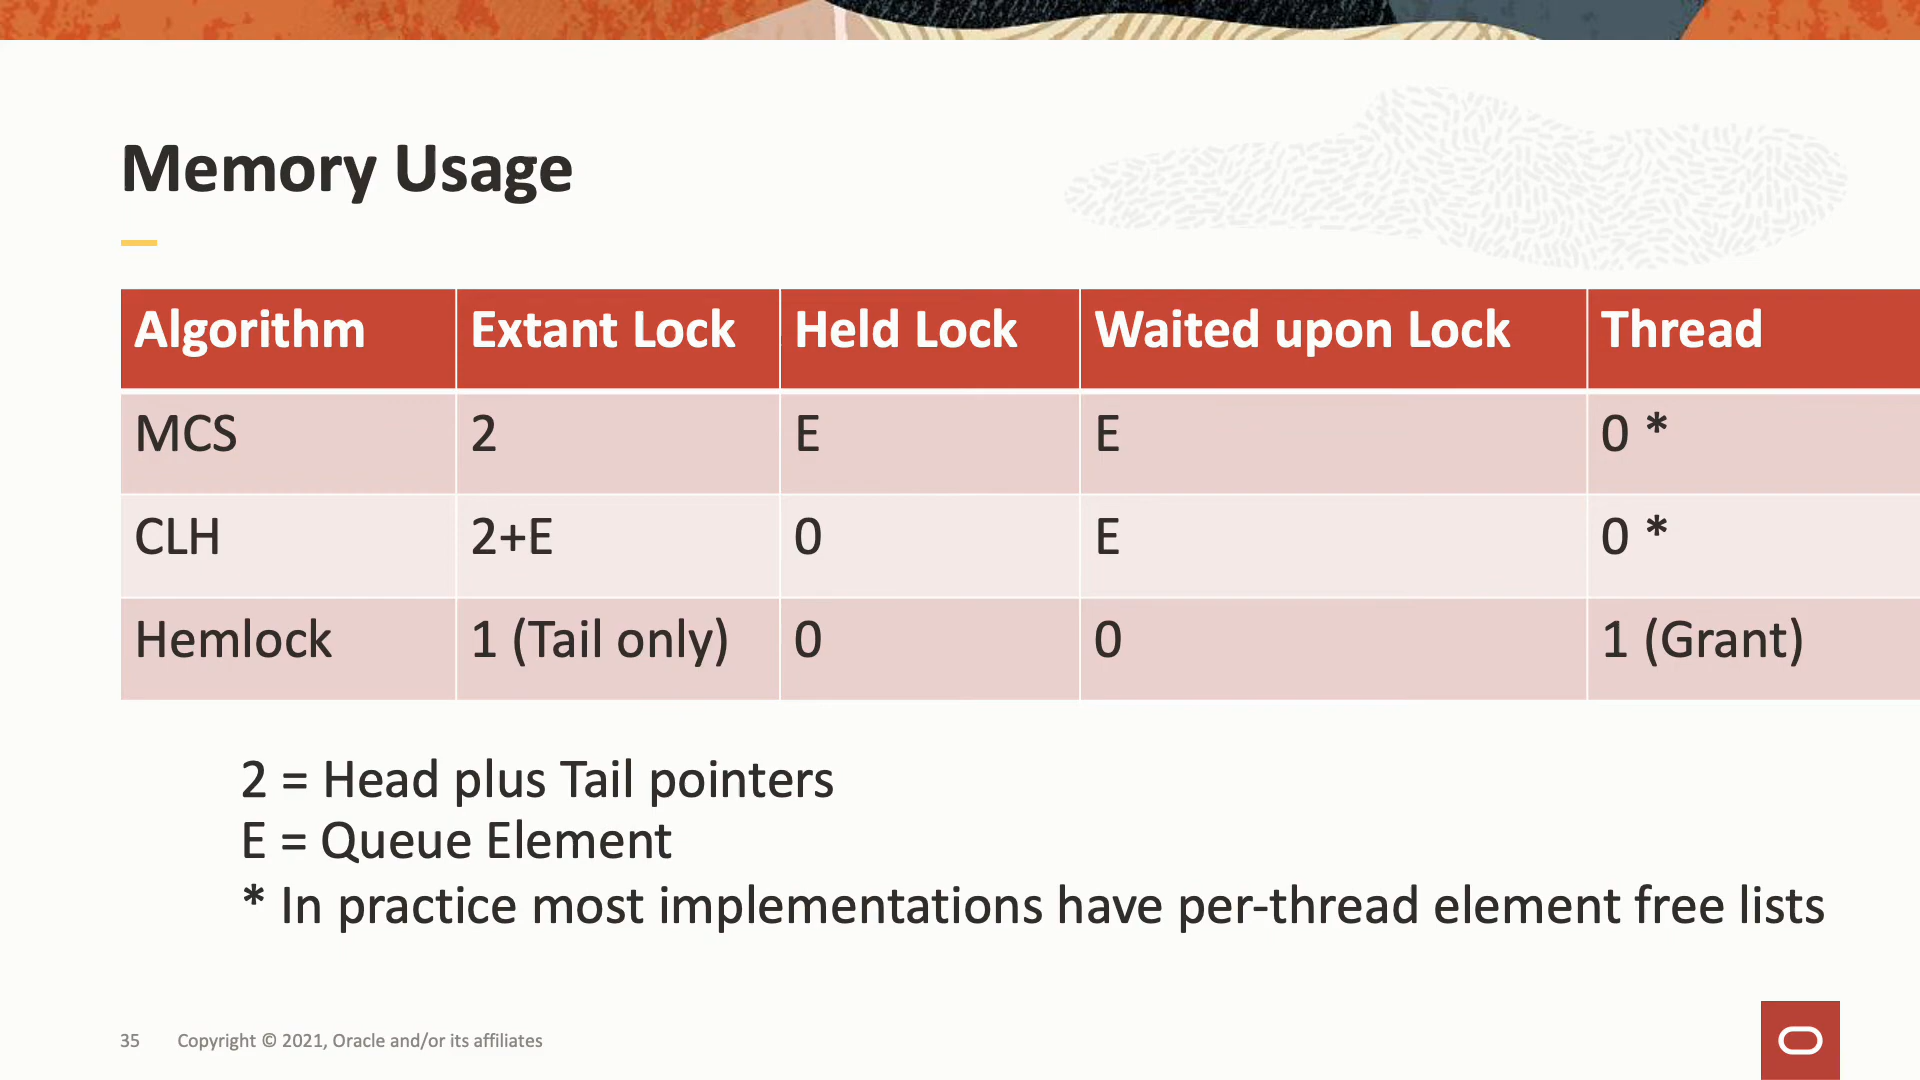 Memory Usage
Algorithm Extant Lock Held Lock Waited upon Lock Thread
MCS 2 E E 0 *
CLH 2+E 0 E 0 *
Hemlock 1 (Tail only) 0 0 1 (Grant)
2 = Head plus Tail pointers
E = Queue Element
* In practice most implementations have per-thread element free lists
35 Copyright © 2021, Oracle and/or its affiliates